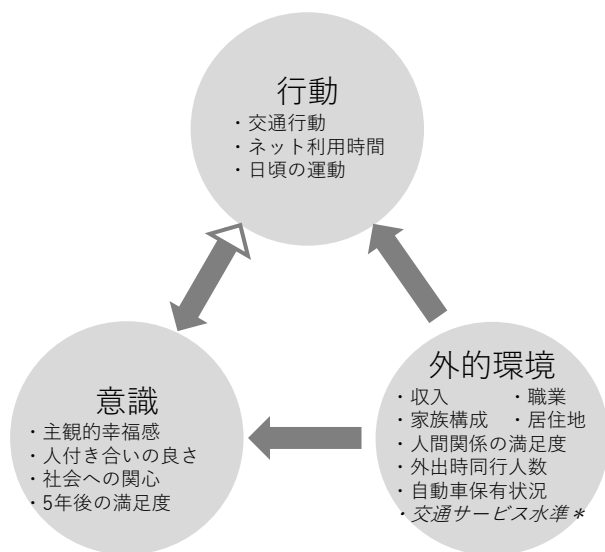 行動
・交通行動
・ネット利用時間
・日頃の運動
意識
・主観的幸福感
・人付き合いの良さ
・社会への関心
・5年後の満足度
外的環境
・収入 ・職業
・家族構成 ・居住地
・人間関係の満足度
・外出時同行人数
・自動車保有状況
・交通サービス水準＊